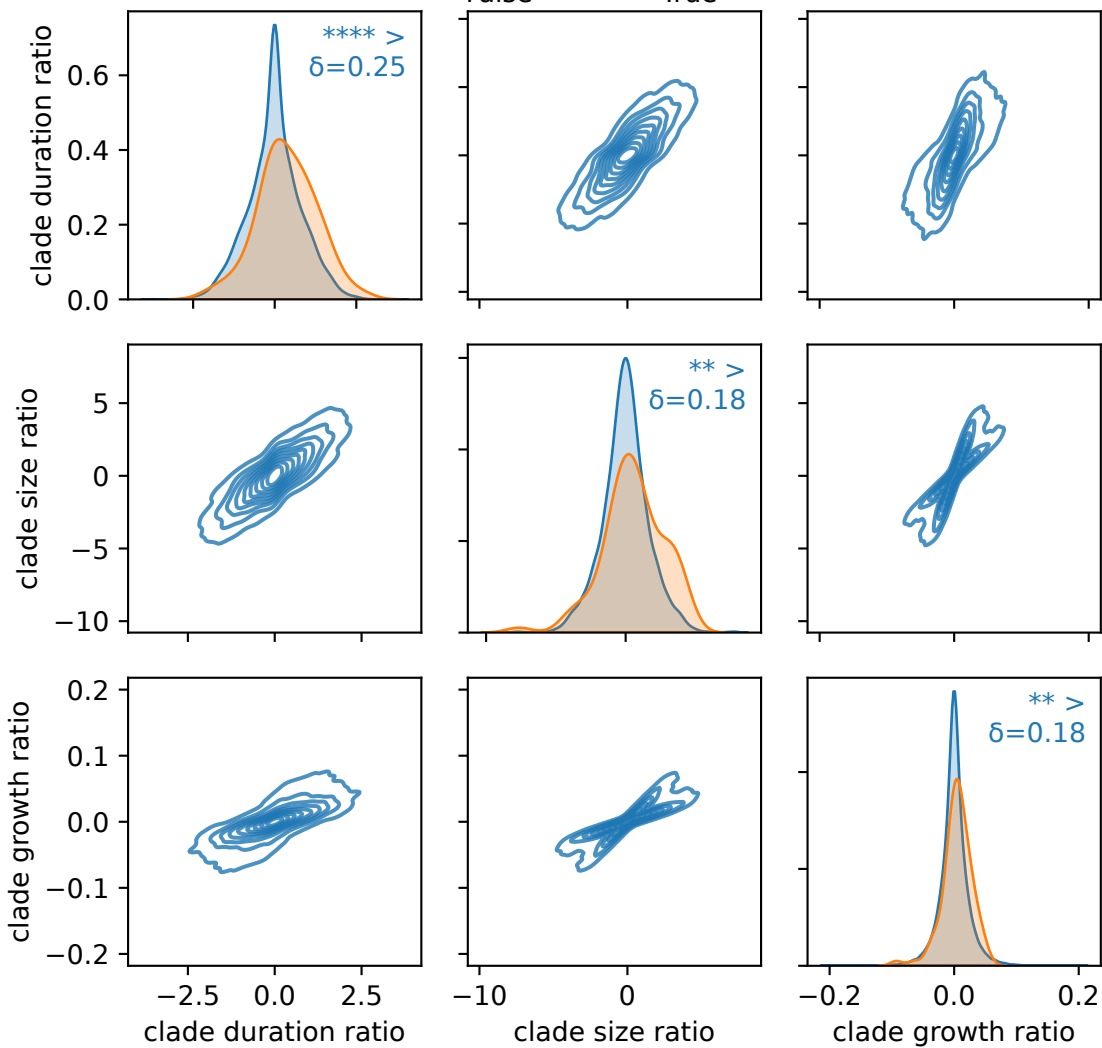 clade duration ratio
0.6
0.4
0.2
0.0
**** >
δ=0.25
clade size ratio
5
0
−5
−10
** >
δ=0.18
clade growth ratio
0.2
0.1
0.0
−0.1
−0.2
** >
δ=0.18
−2.5 0.0 2.5
−10 0
−0.2 0.0 0.2
clade duration ratio
clade size ratio
clade growth ratio